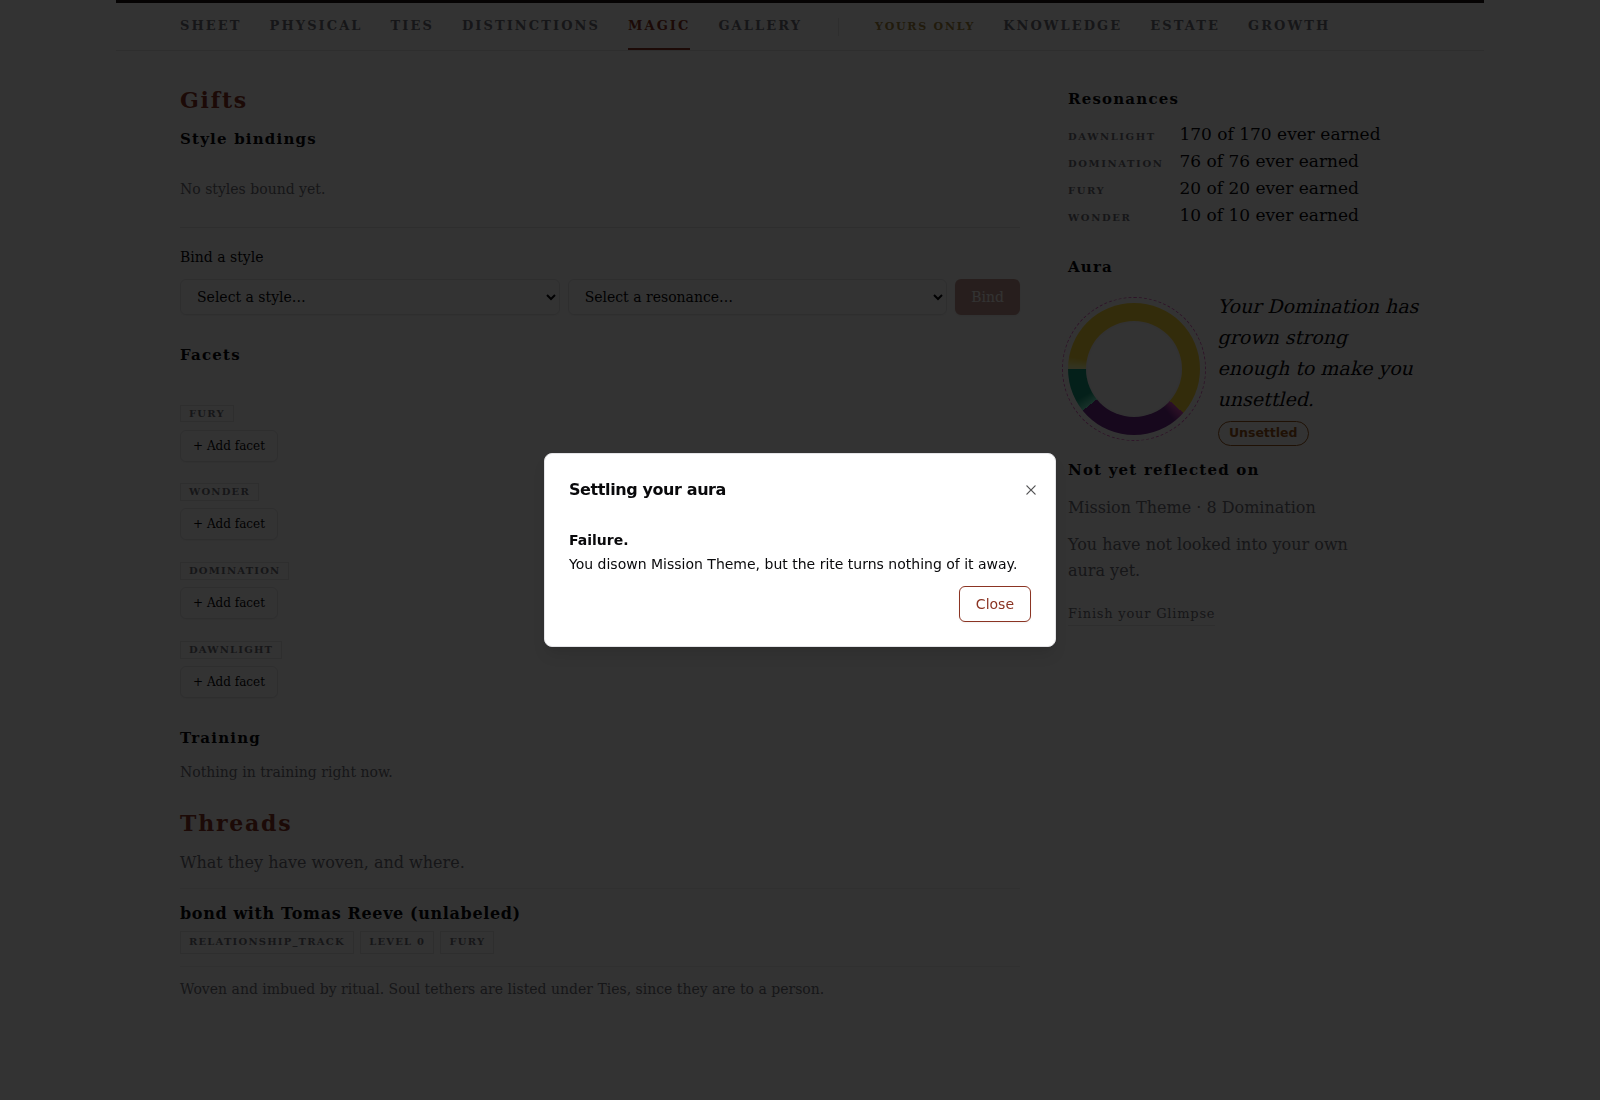 SHEET PHYSICAL TIES DISTINCTIONS MAGIC GALLERY YOURS ONLY KNOWLEDGE ESTATE GROWTH
Gifts
Style bindings
No styles bound yet.
Bind a style
Select a style... Select a resonance... Bind
Facets
FURY
+ Add facet
WONDER
+ Add facet
DOMINATION
+ Add facet
DAWNLIGHT
+ Add facet
Training
Nothing in training right now.
Threads
What they have woven, and where.
bond with Tomas Reeve (unlabeled)
RELATIONSHIP_TRACK LEVEL 0 FURY
Woven and imbued by ritual. Soul tethers are listed under Ties, since they are to a person.
Resonances
DAWNLIGHT 170 of 170 ever earned
DOMINATION 76 of 76 ever earned
FURY 20 of 20 ever earned
WONDER 10 of 10 ever earned
Aura
Your Domination has
grown strong
enough to make you
unsettled.
Unsettled
Not yet reflected on
Mission Theme · 8 Domination
You have not looked into your own
aura yet.
Finish your Glimpse
Settling your aura
Failure.
You disown Mission Theme, but the rite turns nothing of it away.
Close